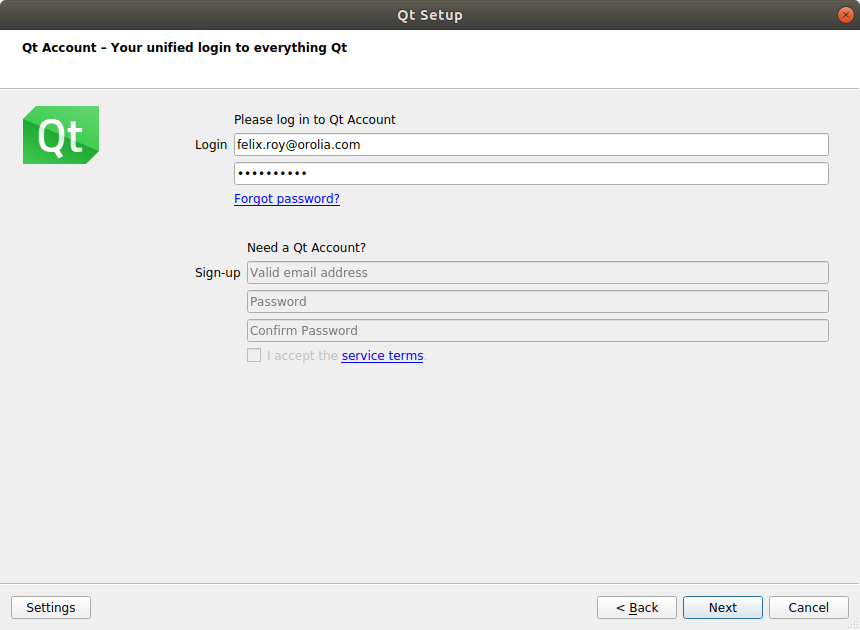 Qt Setup
Qt Account – Your unified login to everything Qt
Qt
Please log in to Qt Account
Login felix.roy@orolia.com
••••••••••
Forgot password?
Need a Qt Account?
Sign-up Valid email address
Password
Confirm Password
I accept the service terms.
Settings < Back Next Cancel